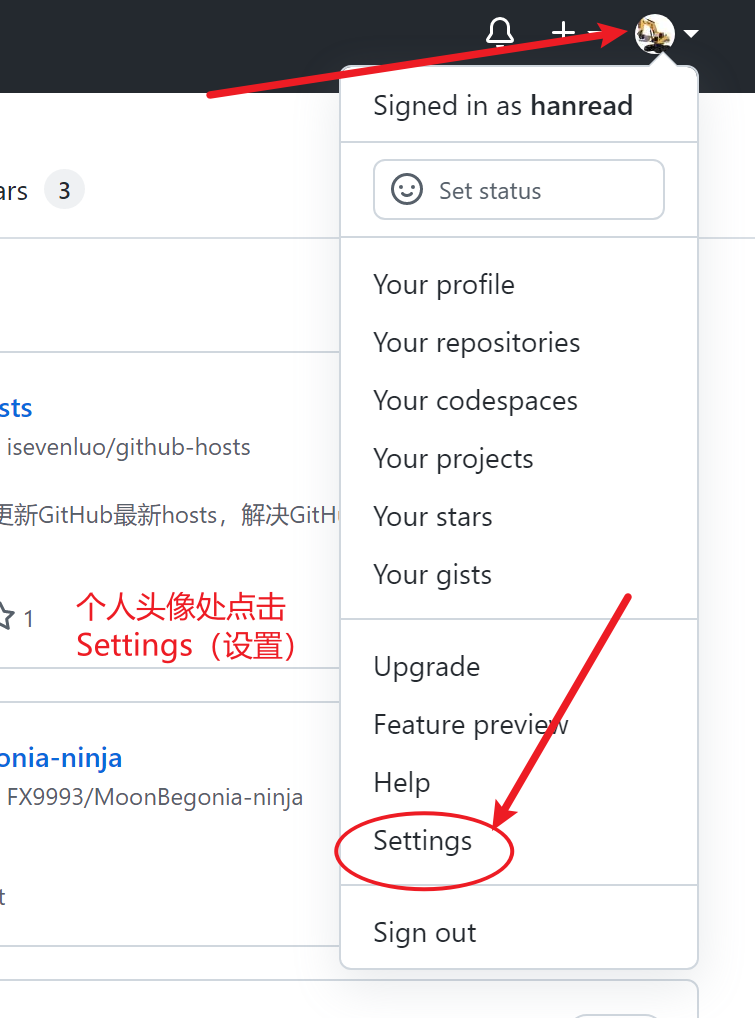 Signed in as hanread
ars 3
Set status
Your profile
Your repositories
sts
Your codespaces
isevenluo/github-hosts
Your projects
更新GitHub最新hosts，解决GitH
Your stars
Your gists
1
个人头像处点击
Settings（设置）
Upgrade
Feature preview
onia-ninja
Help
FX9993/MoonBegonia-ninja
Settings
t
Sign out